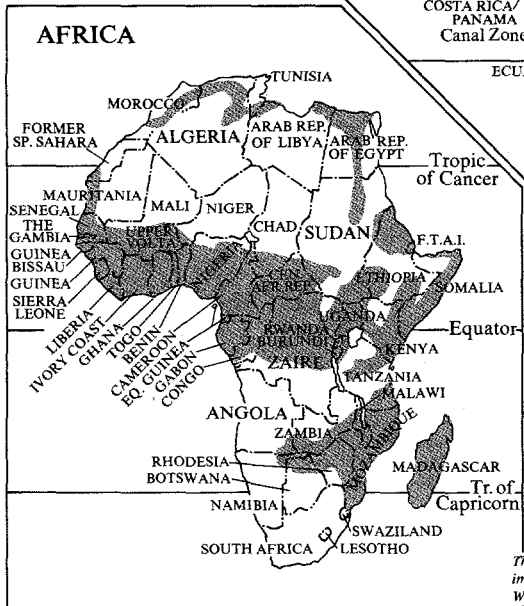 COSTA RICA/
PANAMA
Canal Zone
ECU
AFRICA
TUNISIA
MOROCCO
ALGERIA
ARAB REP.
OF LIBYA
ARAB REP.
OF EGYPT
FORMER
SP. SAHARA
Tropic
of Cancer
MAURITANIA
MALI
NIGER
CHAD
SUDAN
SENEGAL
THE
GAMBIA
GUINEA
BISSAU
GUINEA
SIERRA
LEONE
UPPER
VOLTA
NIGERIA
CEN.
AFR. REP.
F.T.A.I.
ETHIOPIA
SOMALIA
LIBERIA
IVORY COAST
GHANA
TOGO
BENIN
CAMEROON
EQ. GUINEA
GABON
CONGO
UGANDA
RWANDA
BURUNDI
ZAIRE
Equator
KENYA
TANZANIA
MALAWI
ANGOLA
ZAMBIA
MOZAMBIQUE
RHODESIA
BOTSWANA
MADAGASCAR
NAMIBIA
Tr. of
Capricorn
SWAZILAND
SOUTH AFRICA
LESOTHO
Th
im
W